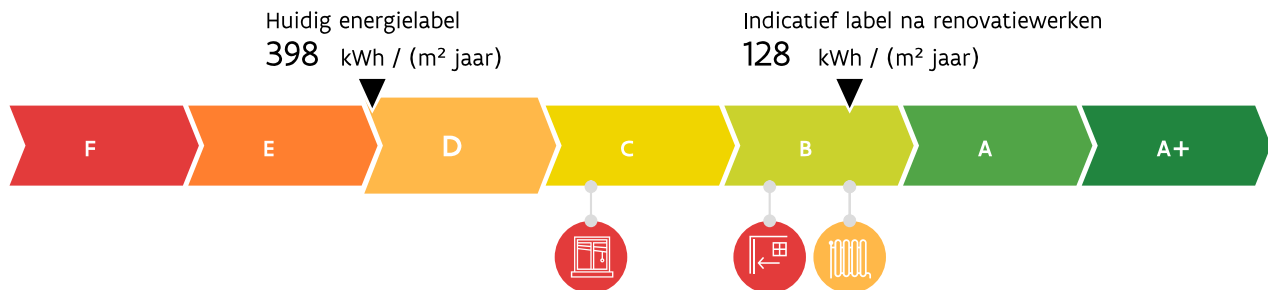 Huidig energielabel
398 kWh / (m² jaar)
Indicatief label na renovatiewerken
128 kWh / (m² jaar)
F E D C B A A+